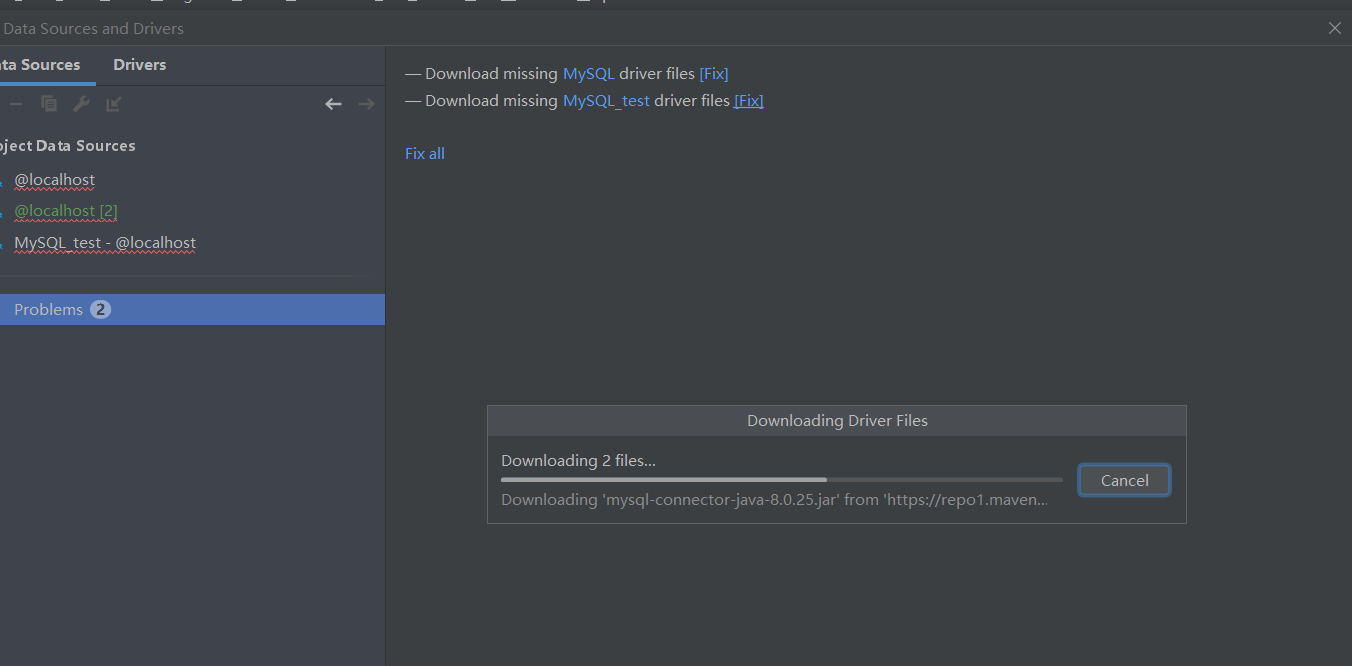 Data Sources and Drivers
ta Sources Drivers
ject Data Sources
@localhost
@localhost [2]
MySQL_test - @localhost
Problems 2
— Download missing MySQL driver files [Fix]
— Download missing MySQL_test driver files [Fix]
Fix all
Downloading Driver Files
Downloading 2 files...
Cancel
Downloading 'mysql-connector-java-8.0.25.jar' from 'https://repo1.maven...